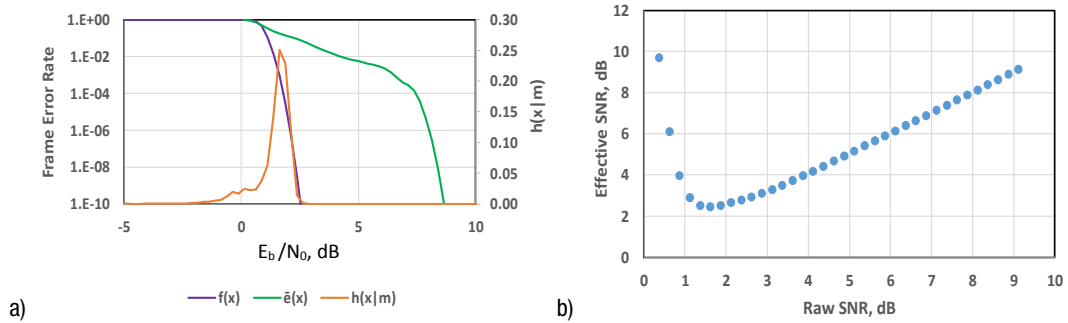 1.E+00
1.E-02
1.E-04
1.E-06
1.E-08
1.E-10
Frame Error Rate
0.30
0.25
0.20
0.15
0.10
0.05
0.00
h(x|m)
-5 0 5 10
Eb/N0, dB
f(x) ē(x) h(x|m)
a)
12
10
8
6
4
2
0
Effective SNR, dB
0 1 2 3 4 5 6 7 8 9 10
Raw SNR, dB
b)